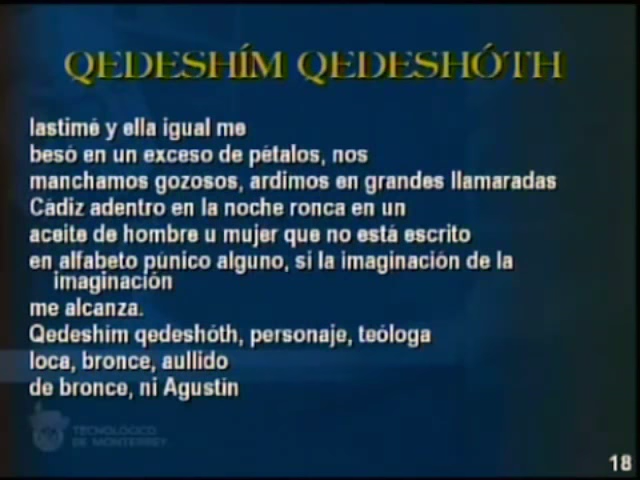 QEDESHÍM QEDESHÓTH
lastimé y ella igual me
besó en un exceso de pétalos, nos
manchamos gozosos, ardimos en grandes llamaradas
Cádiz adentro en la noche ronca en un
aceite de hombre u mujer que no está escrito
en alfabeto púnico alguno, si la imaginación de la
imaginación
me alcanza.
Qedeshím qedeshóth, personaje, teóloga
loca, bronce, aullido
de bronce, ni Agustín
TECNOLÓGICO
DE MONTERREY
18